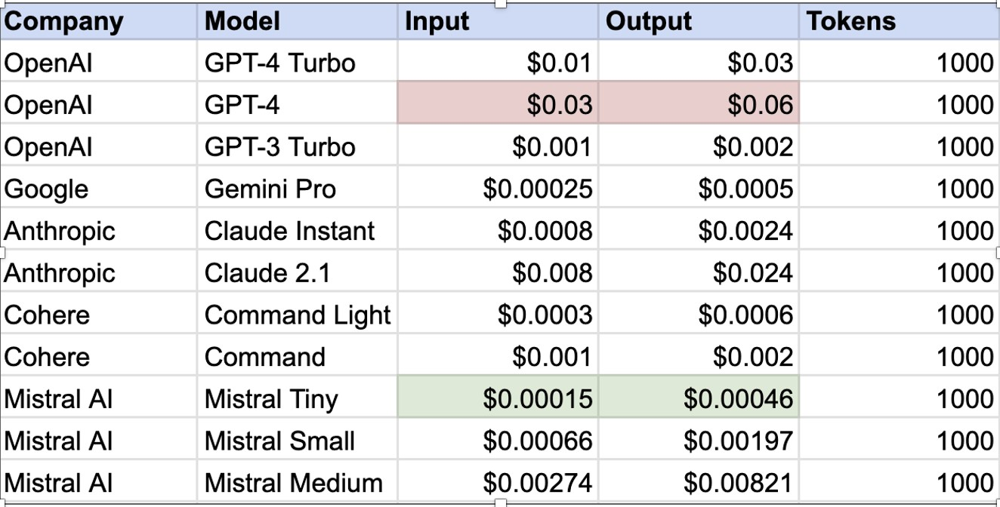 Company Model Input Output Tokens
OpenAI GPT-4 Turbo $0.01 $0.03 1000
OpenAI GPT-4 $0.03 $0.06 1000
OpenAI GPT-3 Turbo $0.001 $0.002 1000
Google Gemini Pro $0.00025 $0.0005 1000
Anthropic Claude Instant $0.0008 $0.0024 1000
Anthropic Claude 2.1 $0.008 $0.024 1000
Cohere Command Light $0.0003 $0.0006 1000
Cohere Command $0.001 $0.002 1000
Mistral AI Mistral Tiny $0.00015 $0.00046 1000
Mistral AI Mistral Small $0.00066 $0.00197 1000
Mistral AI Mistral Medium $0.00274 $0.00821 1000